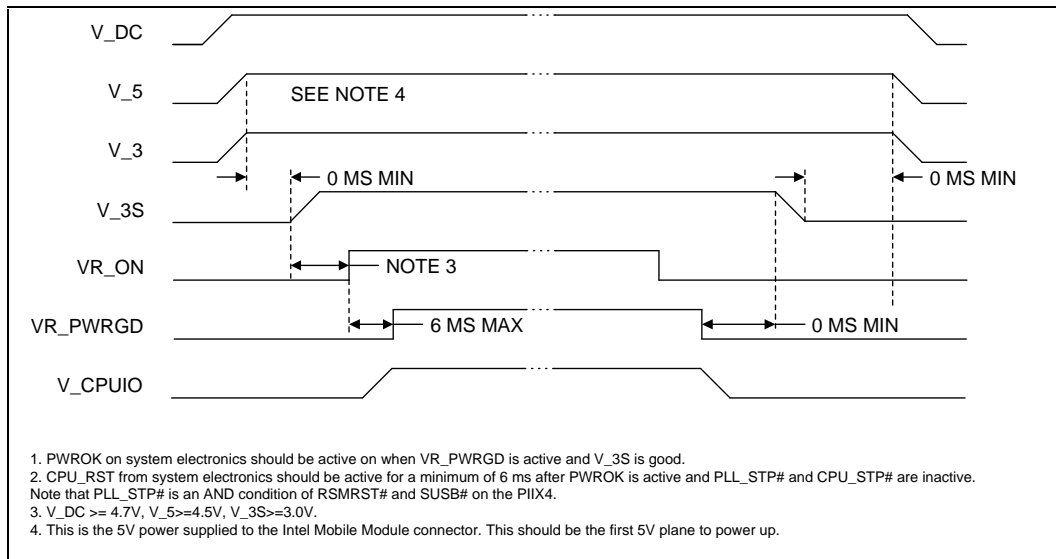 V_DC
V_5
SEE NOTE 4
V_3
0 MS MIN
0 MS MIN
V_3S
VR_ON
NOTE 3
VR_PWRGD
6 MS MAX
0 MS MIN
V_CPUIO
1. PWROK on system electronics should be active on when VR_PWRGD is active and V_3S is good.
2. CPU_RST from system electronics should be active for a minimum of 6 ms after PWROK is active and PLL_STP# and CPU_STP# are inactive.
Note that PLL_STP# is an AND condition of RSMRST# and SUSB# on the PIIX4.
3. V_DC >= 4.7V, V_5>=4.5V, V_3S>=3.0V.
4. This is the 5V power supplied to the Intel Mobile Module connector. This should be the first 5V plane to power up.